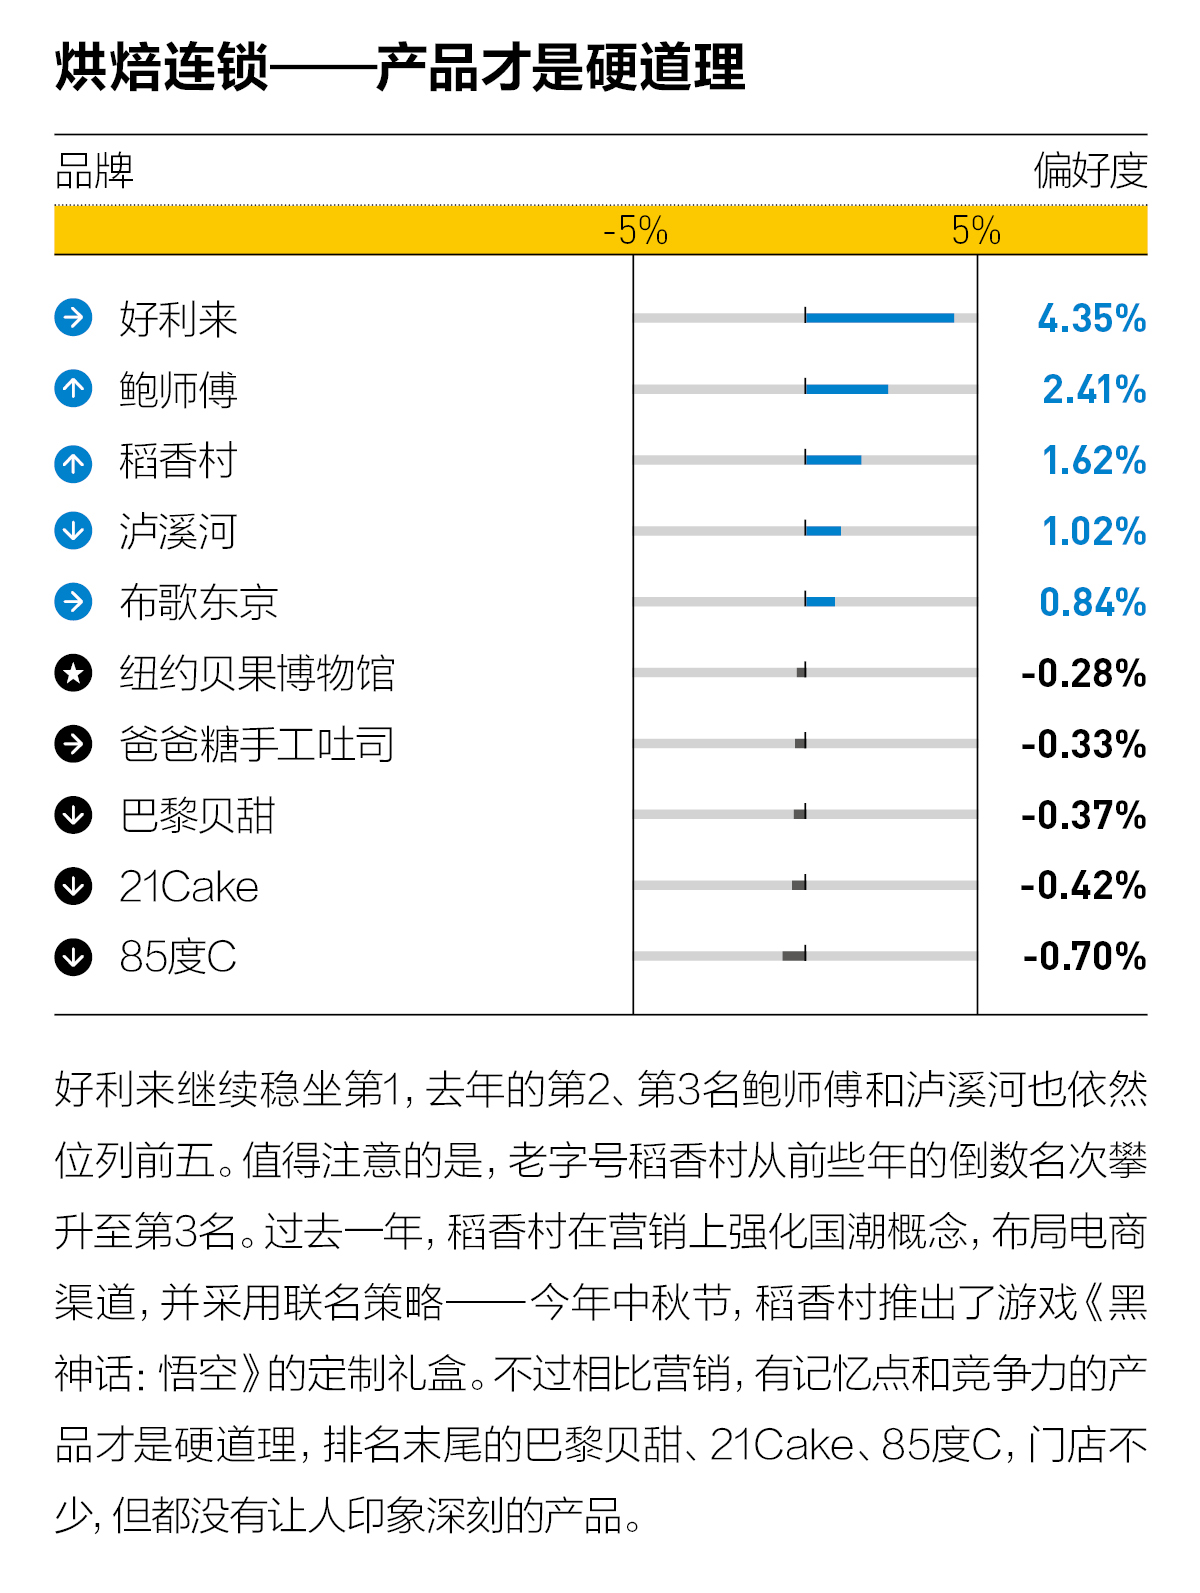 烘焙连锁——产品才是硬道理
品牌 偏好度
-5% 5%
好利来 4.35%
鲍师傅 2.41%
稻香村 1.62%
泸溪河 1.02%
布歌东京 0.84%
纽约贝果博物馆 -0.28%
爸爸糖手工吐司 -0.33%
巴黎贝甜 -0.37%
21Cake -0.42%
85度C -0.70%
好利来继续稳坐第1，去年的第2、第3名鲍师傅和泸溪河也依然
位列前五。值得注意的是，老字号稻香村从前些年的倒数名次攀
升至第3名。过去一年，稻香村在营销上强化国潮概念，布局电商
渠道，并采用联名策略——今年中秋节，稻香村推出了游戏《黑
神话：悟空》的定制礼盒。不过相比营销，有记忆点和竞争力的产
品才是硬道理，排名末尾的巴黎贝甜、21Cake、85度C，门店不
少，但都没有让人印象深刻的产品。